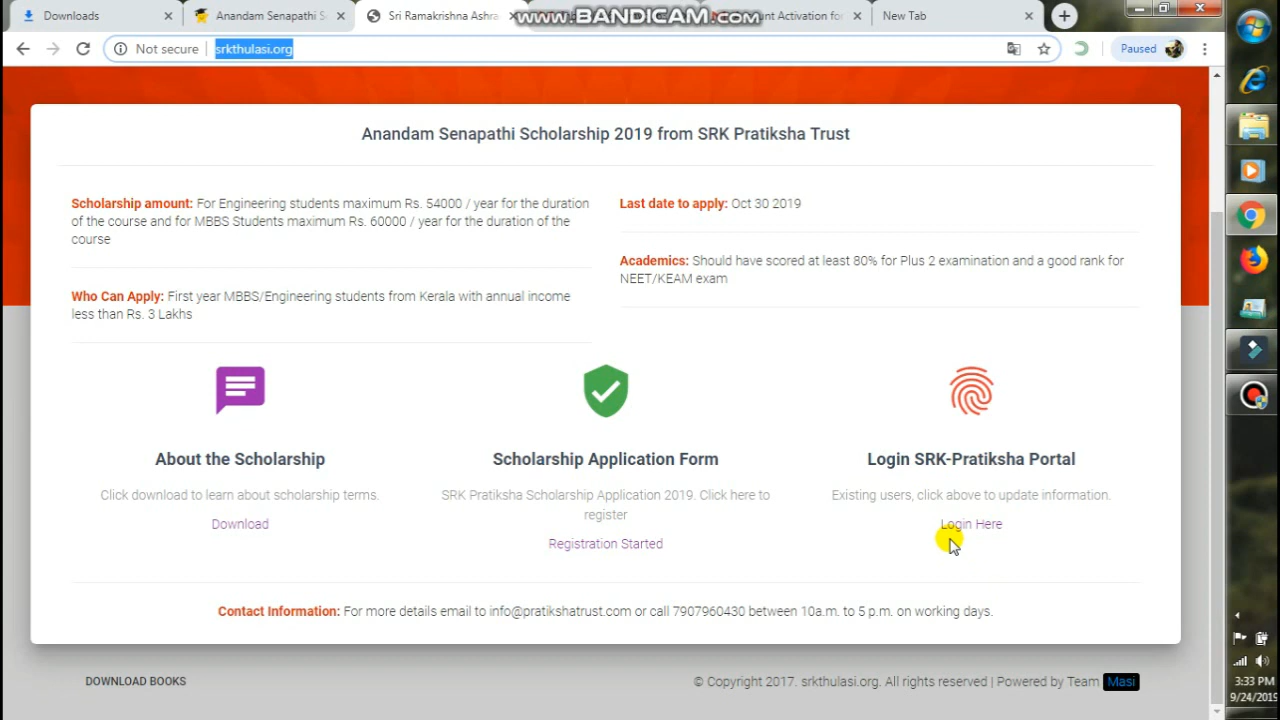 Downloads
Anandam Senapathi S
Sri Ramakrishna Ashra
www.BANDICAM.com
unt Activation for
New Tab
Not secure
srkthulasi.org
Paused
Anandam Senapathi Scholarship 2019 from SRK Pratiksha Trust
Scholarship amount: For Engineering students maximum Rs. 54000 / year for the duration
of the course and for MBBS Students maximum Rs. 60000 / year for the duration of the
course
Who Can Apply: First year MBBS/Engineering students from Kerala with annual income
less than Rs. 3 Lakhs
Last date to apply: Oct 30 2019
Academics: Should have scored at least 80% for Plus 2 examination and a good rank for
NEET/KEAM exam
About the Scholarship
Click download to learn about scholarship terms.
Download
Scholarship Application Form
SRK Pratiksha Scholarship Application 2019. Click here to
register
Registration Started
Login SRK-Pratiksha Portal
Existing users, click above to update information.
Login Here
Contact Information: For more details email to info@pratikshatrust.com or call 7907960430 between 10a.m. to 5 p.m. on working days.
DOWNLOAD BOOKS
© Copyright 2017. srkthulasi.org. All rights reserved | Powered by Team Masi
3:33 PM
9/24/2019